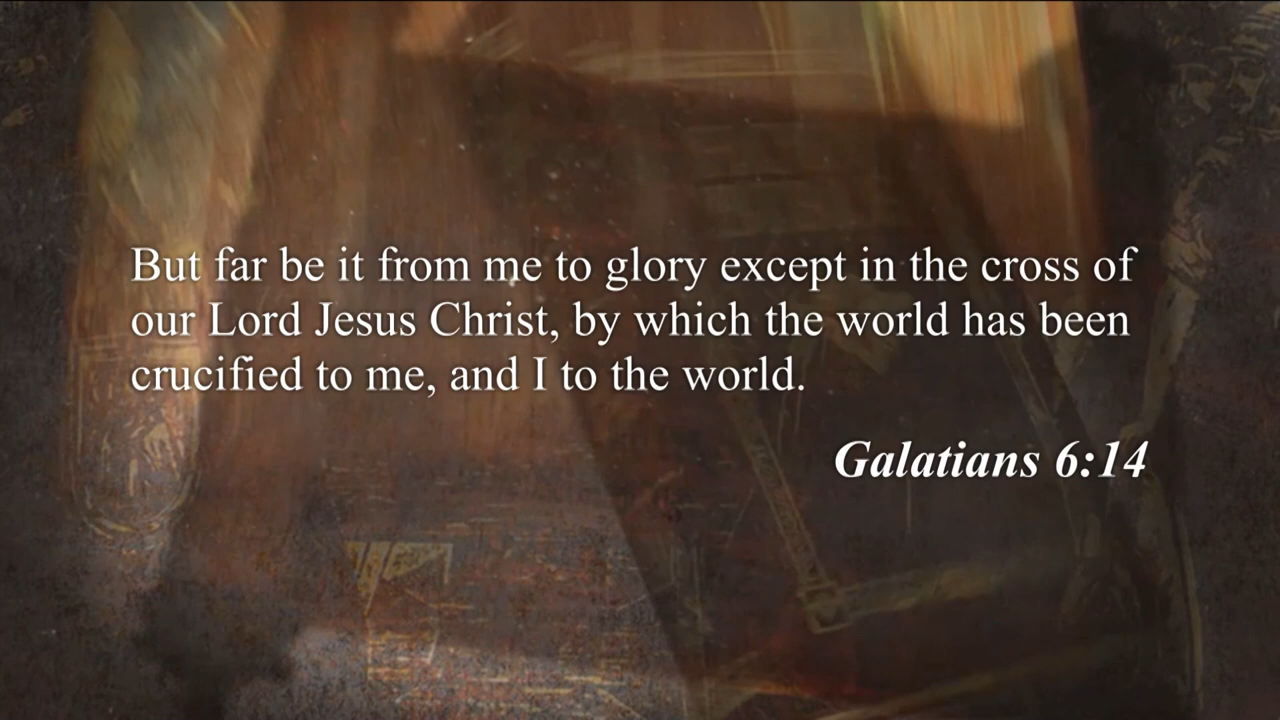 But far be it from me to glory except in the cross of
our Lord Jesus Christ, by which the world has been
crucified to me, and I to the world.
Galatians 6:14